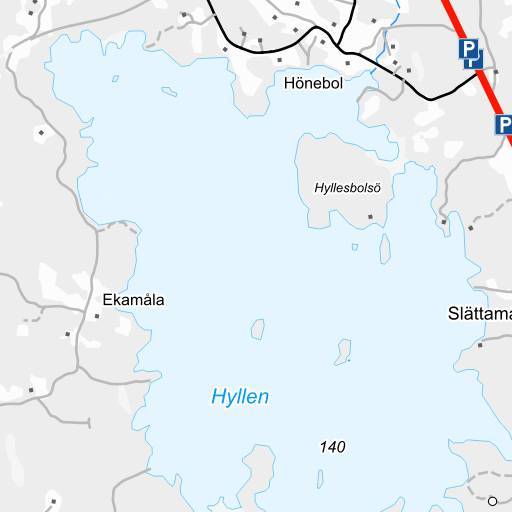 P
P
P
Hönebol
Hyllesbolsö
Ekamåla
Slättama
Hyllen
140